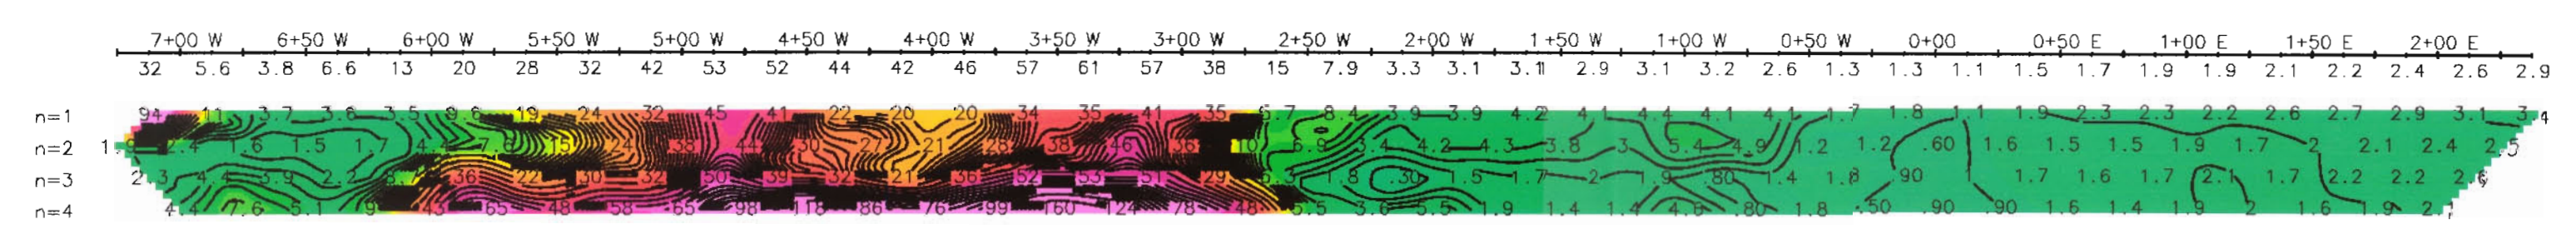 7+00 W 6+50 W 6+00 W 5+50 W 5+00 W 4+50 W 4+00 W 3+50 W 3+00 W 2+50 W 2+00 W 1+50 W 1+00 W 0+50 W 0+00 0+50 E 1+00 E 1+50 E 2+00 E
32 5.6 3.8 6.6 13 20 28 32 42 53 52 44 42 46 57 61 57 38 15 7.9 3.3 3.1 3.1 2.9 3.1 3.2 2.6 1.3 1.3 1.1 1.5 1.7 1.9 1.9 2.1 2.2 2.4 2.6 2.9
n=1 94 11 3.7 3.6 3.5 9.6 19 24 32 45 41 22 20 20 34 35 41 35 8.4 3.9 3.9 4.2 4.1 4.1 4.1 4.1 1.7 1.8 1.1 1.9 2.3 2.3 2.2 2.6 2.7 2.9 3.1 3.4
n=2 2.4 1.6 1.5 1.7 7.6 15 24 38 44 30 27 21 28 38 46 36 10 6.9 3.4 4.2 4.3 3.8 5.4 4.9 1.2 1.2 .60 1.6 1.5 1.5 1.9 1.7 2 2.1 2.4 2.5
n=3 2.3 4.4 3.9 2.2 36 22 30 32 50 39 32 21 36 52 53 51 29 1.8 .30 1.5 1.7 2 1.9 .80 1.4 1.8 .90 1.7 1.6 1.7 2.1 1.7 2.2 2.2
n=4 4.4 7.6 5.1 9 43 65 48 58 65 98 118 86 76 99 160 124 78 48 5.5 3.6 5.5 1.9 1.4 1.4 4.6 .80 1.8 .50 .90 .90 1.6 1.4 1.9 2 1.6 1.9